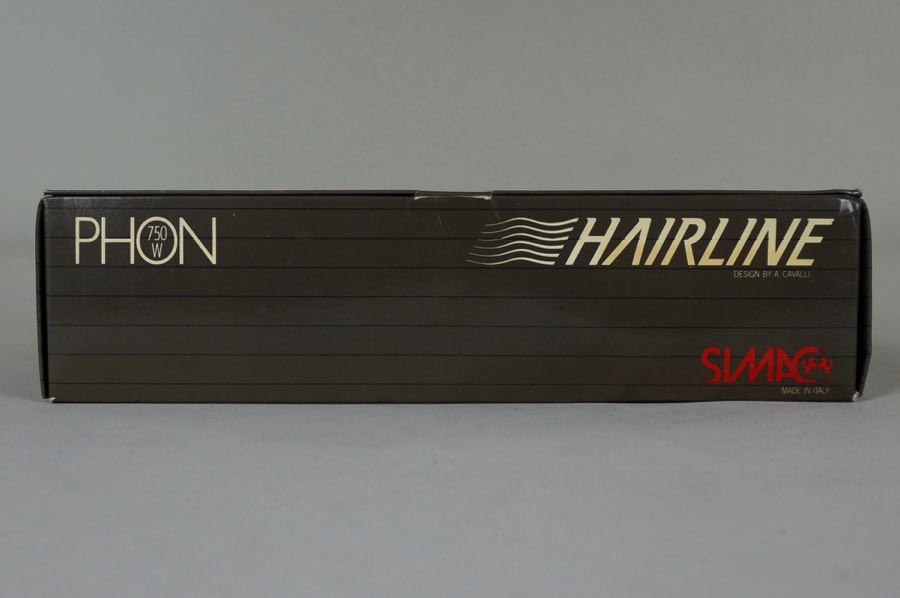 PHON
750
W
HAIRLINE
DESIGN BY A. CAVALLI
SIMAC
MADE IN ITALY